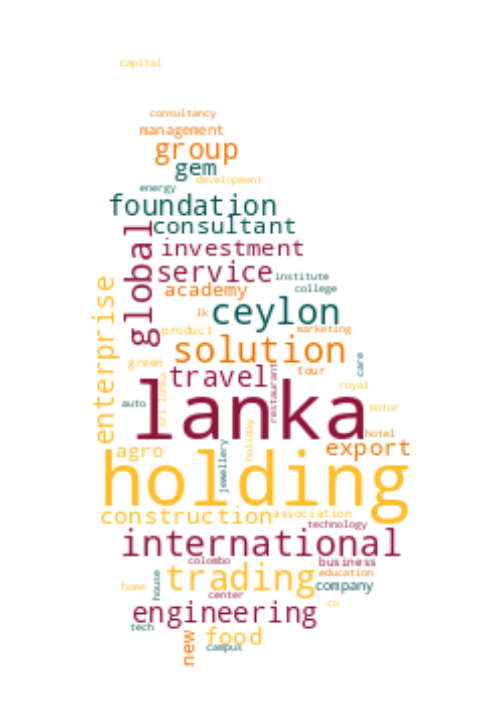 capital
consultancy
management
group
gem
development
energy
foundation
consultant
global
investment
service
institute
academy
college
enterprise
ceylon
lk
product
marketing
solution
green
travel
tour
care
restaurant
sri lanka
royal
lanka
auto
motor
hotel
holiday
export
agro
jewellery
holding
construction
association
technology
international
colombo
business
trading
education
house
home
company
center
co
engineering
tech
new
food
campus